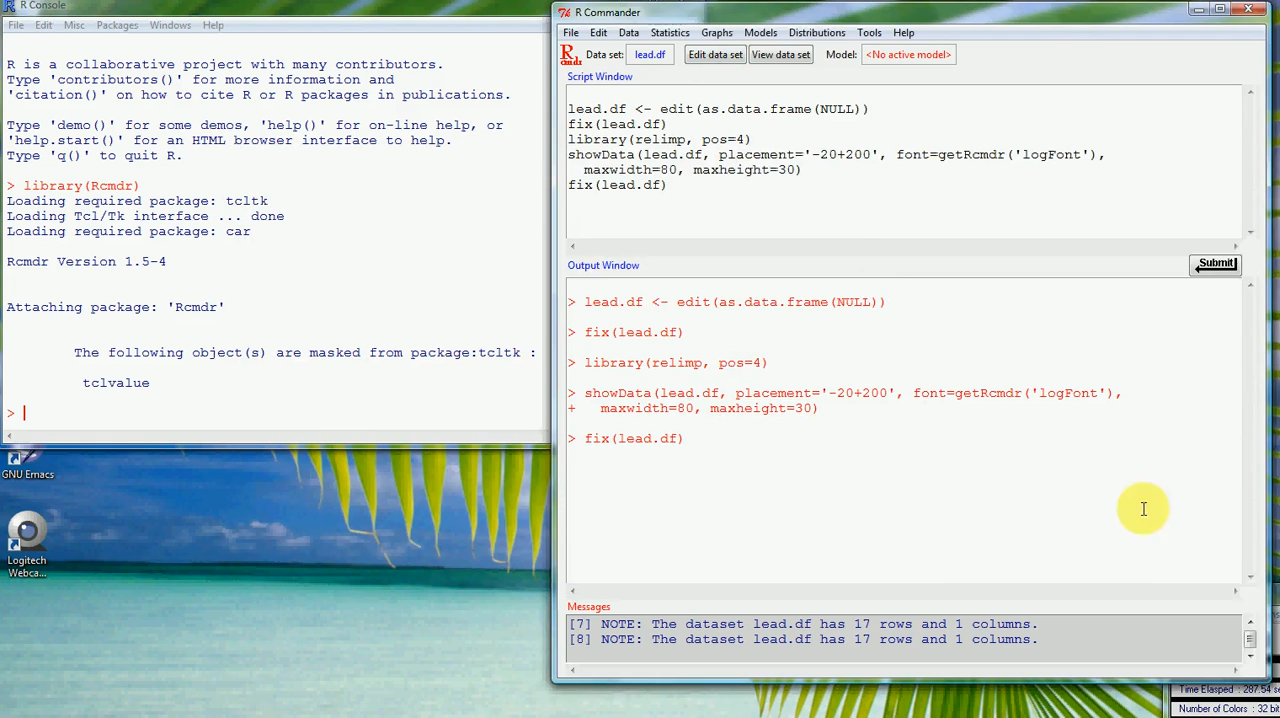 R Console
File Edit Misc Packages Windows Help
R is a collaborative project with many contributors.
Type 'contributors()' for more information and
'citation()' on how to cite R or R packages in publications.
Type 'demo()' for some demos, 'help()' for on-line help, or
'help.start()' for an HTML browser interface to help.
Type 'q()' to quit R.
> library(Rcmdr)
Loading required package: tcltk
Loading Tcl/Tk interface ... done
Loading required package: car
Rcmdr Version 1.5-4
Attaching package: 'Rcmdr'
The following object(s) are masked from package:tcltk :
tclvalue
>
GNU Emacs
Logitech
Webca...
R Commander
File Edit Data Statistics Graphs Models Distributions Tools Help
R cmdr Data set: lead.df Edit data set View data set Model: <No active model>
Script Window
lead.df <- edit(as.data.frame(NULL))
fix(lead.df)
library(relimp, pos=4)
showData(lead.df, placement='-20+200', font=getRcmdr('logFont'),
maxwidth=80, maxheight=30)
fix(lead.df)
Output Window
Submit
> lead.df <- edit(as.data.frame(NULL))
> fix(lead.df)
> library(relimp, pos=4)
> showData(lead.df, placement='-20+200', font=getRcmdr('logFont'),
+ maxwidth=80, maxheight=30)
> fix(lead.df)
Messages
[7] NOTE: The dataset lead.df has 17 rows and 1 columns.
[8] NOTE: The dataset lead.df has 17 rows and 1 columns.
Time Elapsed : 287.54 se
Number of Colors : 32 bit